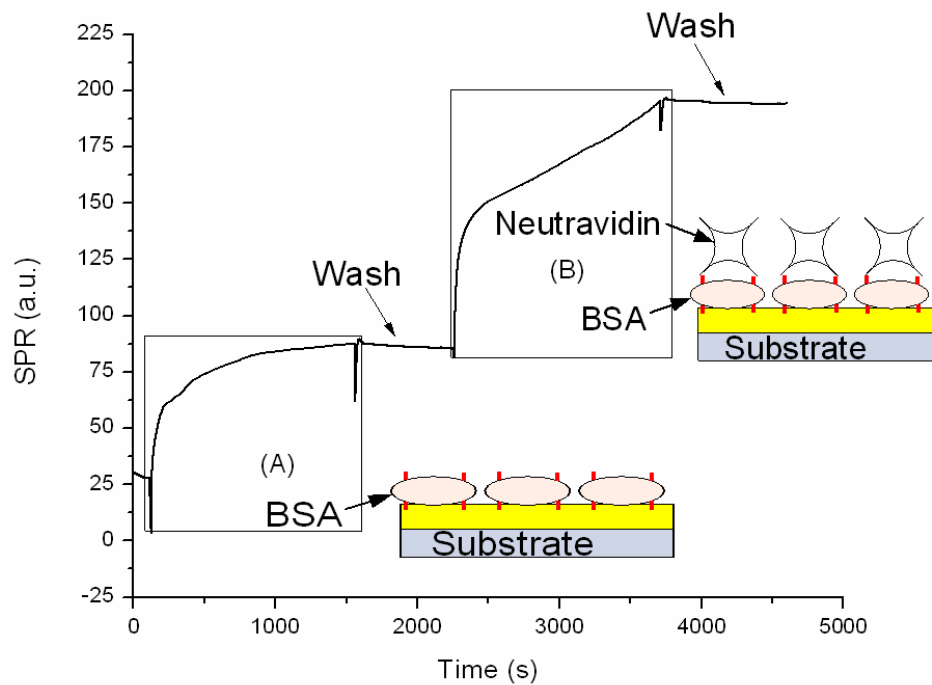 225
200
175
150
125
100
75
50
25
0
-25
SPR (a.u.)
0 1000 2000 3000 4000 5000
Time (s)
Wash
Wash
Neutravidin
(B)
BSA
Substrate
(A)
BSA
Substrate